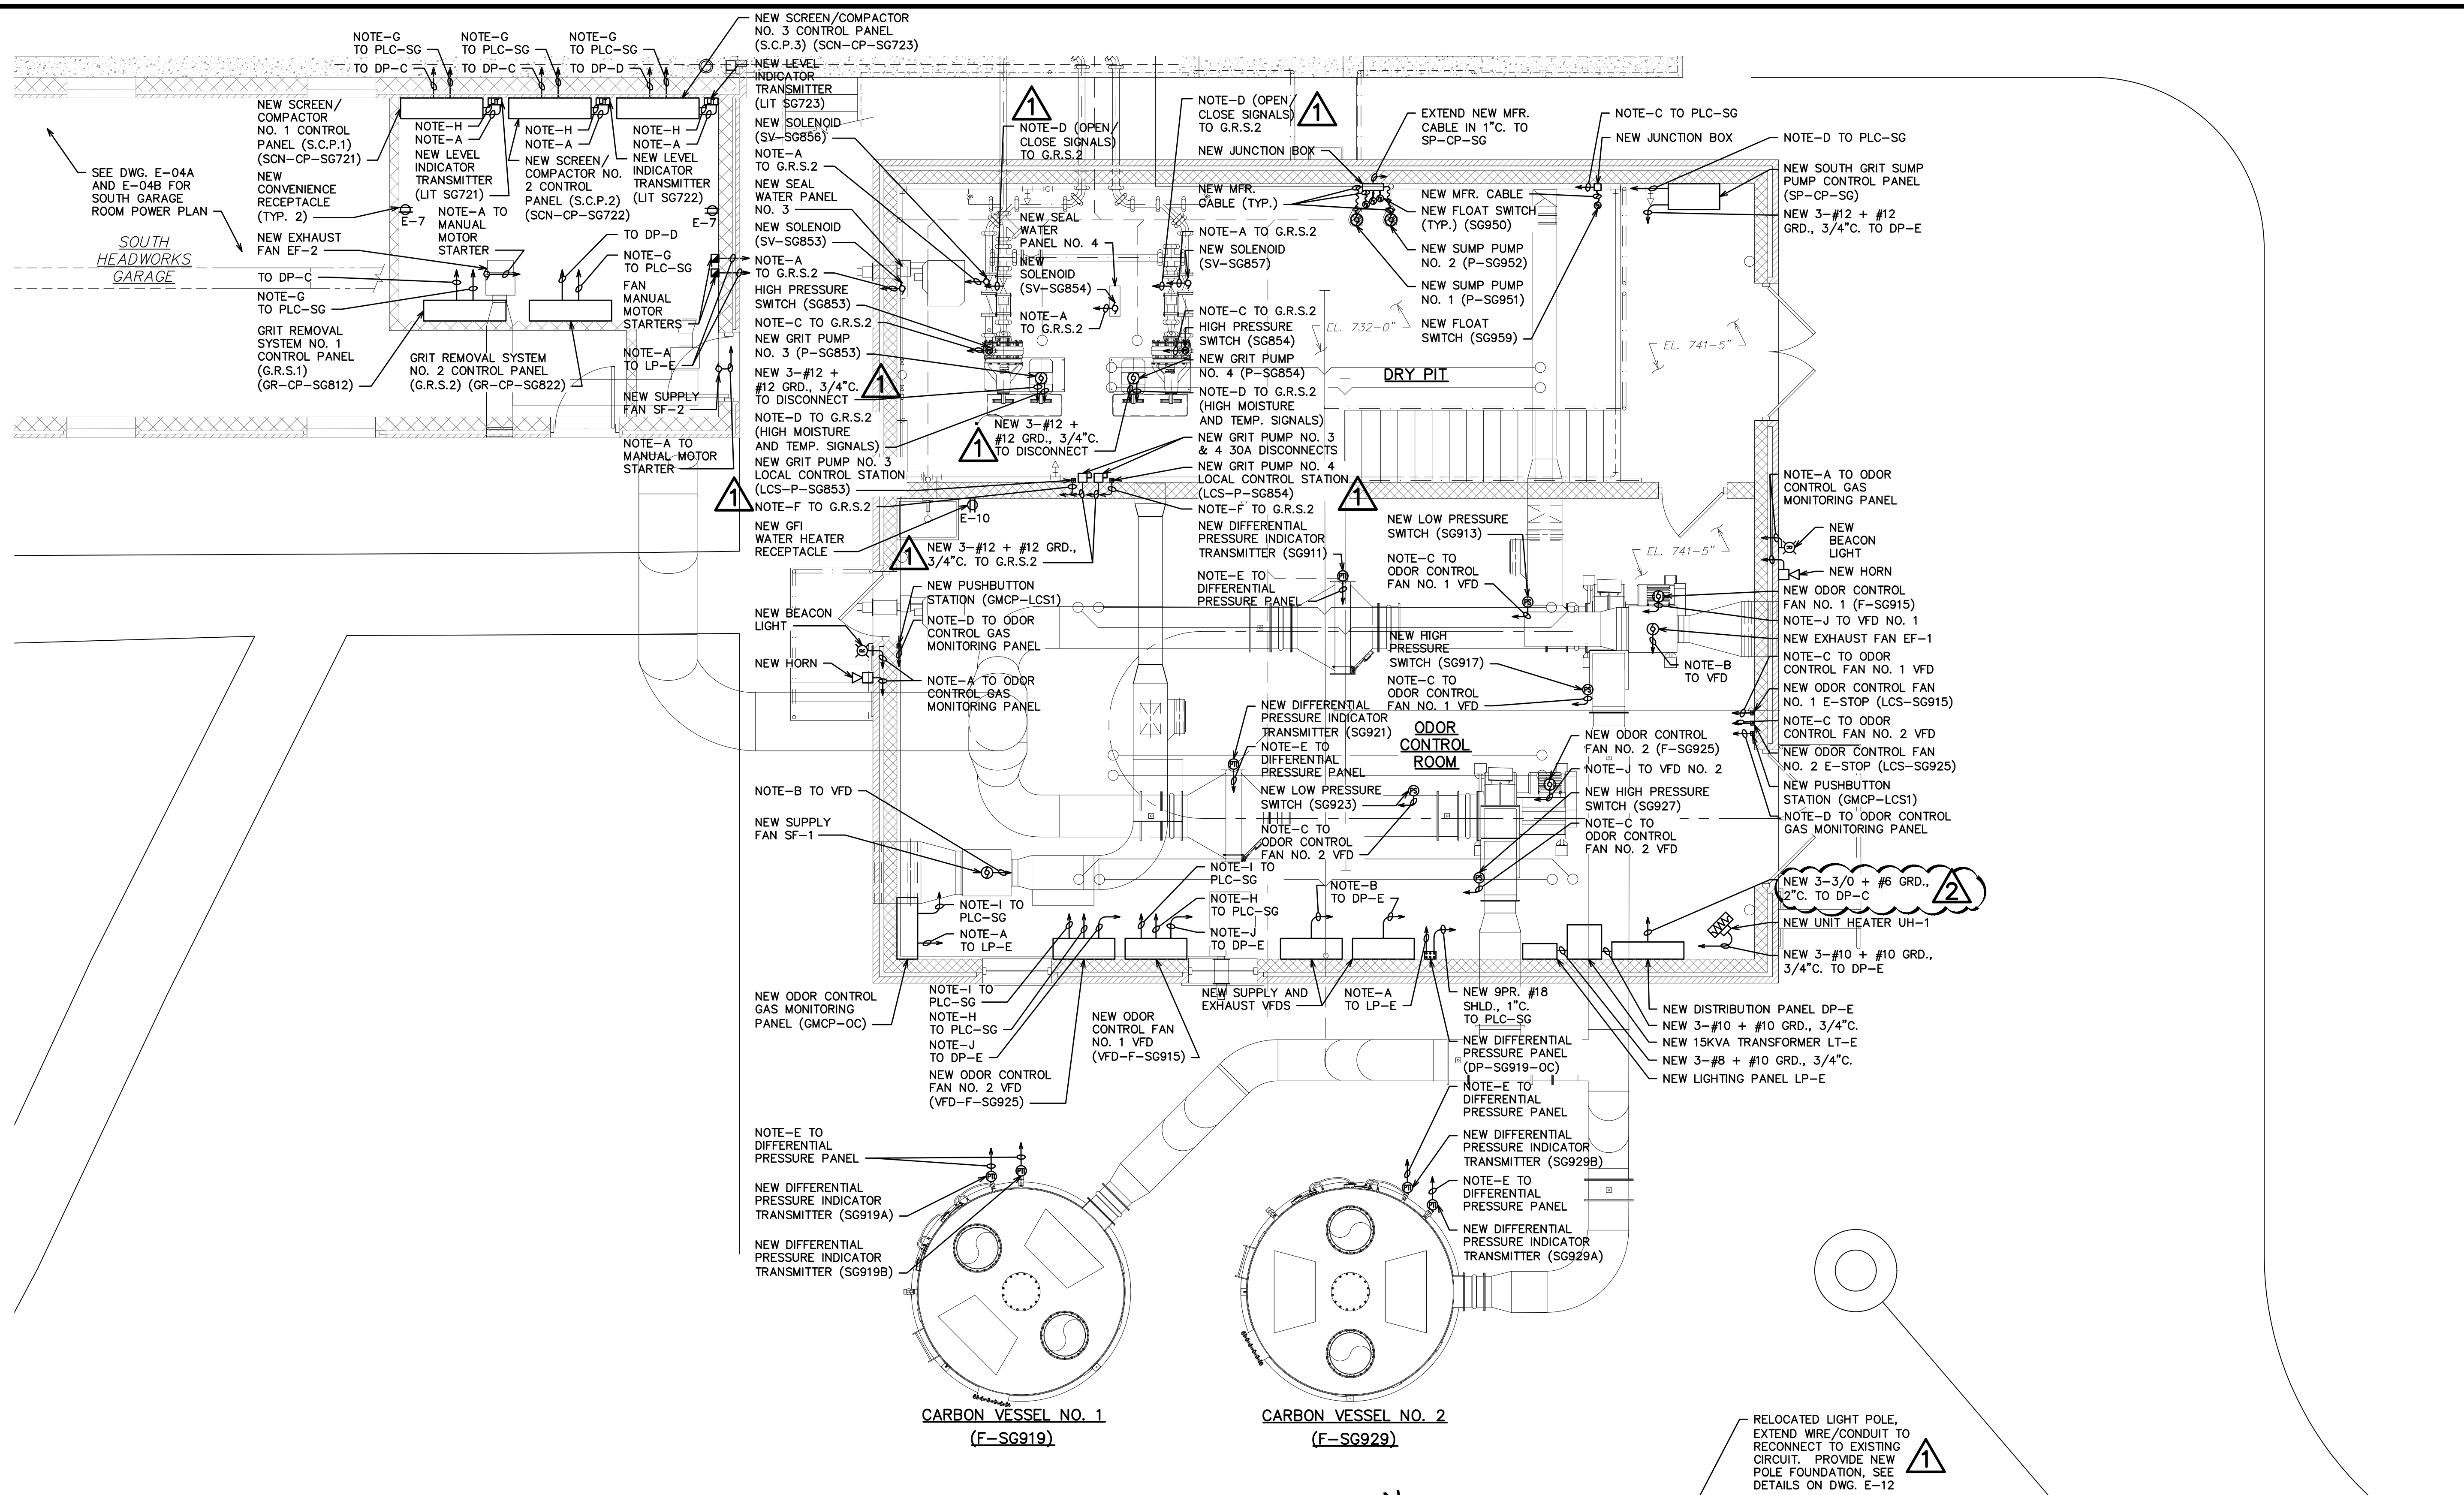 NOTE-G
TO PLC-SG
TO DP-C
NOTE-G
TO PLC-SG
TO DP-C
NOTE-G
TO PLC-SG
TO DP-D
NEW SCREEN/COMPACTOR
NO. 3 CONTROL PANEL
(S.C.P.3) (SCN-CP-SG723)
NEW LEVEL
INDICATOR
TRANSMITTER
(LIT SG723)
NEW SOLENOID
(SV-SG856)
NOTE-A
TO G.R.S.2
NEW SEAL
WATER PANEL
NO. 3
NEW SOLENOID
(SV-SG853)
NOTE-A
TO G.R.S.2
HIGH PRESSURE
SWITCH (SG853)
NOTE-C TO G.R.S.2
NEW GRIT PUMP
NO. 3 (P-SG853)
NEW 3-#12 +
#12 GRD., 3/4"C.
TO DISCONNECT
1
NOTE-D TO G.R.S.2
(HIGH MOISTURE
AND TEMP. SIGNALS)
NEW GRIT PUMP NO. 3
LOCAL CONTROL STATION
(LCS-P-SG853)
1
NOTE-F TO G.R.S.2
NEW GFI
WATER HEATER
RECEPTACLE
E-10
NEW SCREEN/
COMPACTOR
NO. 1 CONTROL
PANEL (S.C.P.1)
(SCN-CP-SG721)
NEW
CONVENIENCE
RECEPTACLE
(TYP. 2)
NEW EXHAUST
FAN EF-2
TO DP-C
NOTE-G
TO PLC-SG
GRIT REMOVAL
SYSTEM NO. 1
CONTROL PANEL
(G.R.S.1)
(GR-CP-SG812)
SEE DWG. E-04A
AND E-04B FOR
SOUTH GARAGE
ROOM POWER PLAN
SOUTH
HEADWORKS
GARAGE
NOTE-H
NOTE-A
NEW LEVEL
INDICATOR
TRANSMITTER
(LIT SG721)
E-7
NOTE-A TO
MANUAL
MOTOR
STARTER
NOTE-H
NOTE-A
NEW SCREEN/
COMPACTOR NO.
2 CONTROL
PANEL (S.C.P.2)
(SCN-CP-SG722)
NOTE-H
NOTE-A
NEW LEVEL
INDICATOR
TRANSMITTER
(LIT SG722)
E-7
TO DP-D
NOTE-G
TO PLC-SG
FAN
MANUAL
MOTOR
STARTERS
NOTE-A
TO LP-E
NEW SUPPLY
FAN SF-2
NOTE-A TO
MANUAL MOTOR
STARTER
GRIT REMOVAL SYSTEM
NO. 2 CONTROL PANEL
(G.R.S.2) (GR-CP-SG822)
1
NOTE-D (OPEN/
CLOSE SIGNALS)
TO G.R.S.2
NEW SEAL
WATER
PANEL NO. 4
NEW
SOLENOID
(SV-SG854)
NOTE-A
TO G.R.S.2
1
NEW 3-#12 +
#12 GRD., 3/4"C.
TO DISCONNECT
1
NEW 3-#12 + #12 GRD.,
3/4"C. TO G.R.S.2
NOTE-D (OPEN/
CLOSE SIGNALS)
TO G.R.S.2
1
NEW JUNCTION BOX
NEW MFR.
CABLE (TYP.)
NOTE-A TO G.R.S.2
NEW SOLENOID
(SV-SG857)
NOTE-C TO G.R.S.2
HIGH PRESSURE
SWITCH (SG854)
NEW GRIT PUMP
NO. 4 (P-SG854)
NOTE-D TO G.R.S.2
(HIGH MOISTURE
AND TEMP. SIGNALS)
NEW GRIT PUMP NO. 3
& 4 30A DISCONNECTS
NEW GRIT PUMP NO. 4
LOCAL CONTROL STATION
(LCS-P-SG854)
1
NOTE-F TO G.R.S.2
NEW DIFFERENTIAL
PRESSURE INDICATOR
TRANSMITTER (SG911)
NOTE-E TO
DIFFERENTIAL
PRESSURE PANEL
EXTEND NEW MFR.
CABLE IN 1"C. TO
SP-CP-SG
NEW MFR. CABLE
NEW FLOAT SWITCH
(TYP.) (SG950)
NEW SUMP PUMP
NO. 2 (P-SG952)
NEW SUMP PUMP
NO. 1 (P-SG951)
NEW FLOAT
SWITCH (SG959)
EL. 732-0"
DRY PIT
EL. 741-5"
NOTE-C TO PLC-SG
NEW JUNCTION BOX
NOTE-D TO PLC-SG
NEW SOUTH GRIT SUMP
PUMP CONTROL PANEL
(SP-CP-SG)
NEW 3-#12 + #12
GRD., 3/4"C. TO DP-E
NEW LOW PRESSURE
SWITCH (SG913)
NOTE-C TO
ODOR CONTROL
FAN NO. 1 VFD
EL. 741-5"
NOTE-A TO ODOR
CONTROL GAS
MONITORING PANEL
NEW
BEACON
LIGHT
NEW HORN
NEW ODOR CONTROL
FAN NO. 1 (F-SG915)
NOTE-J TO VFD NO. 1
NEW EXHAUST FAN EF-1
NOTE-B
TO VFD
NOTE-C TO ODOR
CONTROL FAN NO. 1 VFD
NEW ODOR CONTROL FAN
NO. 1 E-STOP (LCS-SG915)
NOTE-C TO ODOR
CONTROL FAN NO. 2 VFD
NEW ODOR CONTROL FAN
NO. 2 E-STOP (LCS-SG925)
NEW PUSHBUTTON
STATION (GMCP-LCS1)
NOTE-D TO ODOR CONTROL
GAS MONITORING PANEL
NEW 3-3/0 + #6 GRD.,
2"C. TO DP-C
2
NEW UNIT HEATER UH-1
NEW 3-#10 + #10 GRD.,
3/4"C. TO DP-E
NEW PUSHBUTTON
STATION (GMCP-LCS1)
NEW BEACON
LIGHT
NOTE-D TO ODOR
CONTROL GAS
MONITORING PANEL
NEW HORN
NOTE-A TO ODOR
CONTROL GAS
MONITORING PANEL
NEW HIGH
PRESSURE
SWITCH (SG917)
NOTE-C TO
ODOR CONTROL
FAN NO. 1 VFD
NEW DIFFERENTIAL
PRESSURE INDICATOR
TRANSMITTER (SG921)
NOTE-E TO
DIFFERENTIAL
PRESSURE PANEL
ODOR
CONTROL
ROOM
NEW LOW PRESSURE
SWITCH (SG923)
NOTE-C TO
ODOR CONTROL
FAN NO. 2 VFD
NEW ODOR CONTROL
FAN NO. 2 (F-SG925)
NOTE-J TO VFD NO. 2
NEW HIGH PRESSURE
SWITCH (SG927)
NOTE-C TO
ODOR CONTROL
FAN NO. 2 VFD
NOTE-B TO VFD
NEW SUPPLY
FAN SF-1
NOTE-I TO
PLC-SG
NOTE-A
TO LP-E
NOTE-I TO
PLC-SG
NOTE-H
TO PLC-SG
NOTE-J
TO DP-E
NOTE-B
TO DP-E
NEW ODOR CONTROL
GAS MONITORING
PANEL (GMCP-OC)
NOTE-I TO
PLC-SG
NOTE-H
TO PLC-SG
NOTE-J
TO DP-E
NEW ODOR CONTROL
FAN NO. 2 VFD
(VFD-F-SG925)
NEW ODOR
CONTROL FAN
NO. 1 VFD
(VFD-F-SG915)
NEW SUPPLY AND
EXHAUST VFDS
NOTE-A
TO LP-E
NEW 9PR. #18
SHLD., 1"C.
TO PLC-SG
NEW DIFFERENTIAL
PRESSURE PANEL
(DP-SG919-OC)
NEW DISTRIBUTION PANEL DP-E
NEW 3-#10 + #10 GRD., 3/4"C.
NEW 15KVA TRANSFORMER LT-E
NEW 3-#8 + #10 GRD., 3/4"C.
NEW LIGHTING PANEL LP-E
NOTE-E TO
DIFFERENTIAL
PRESSURE PANEL
NEW DIFFERENTIAL
PRESSURE INDICATOR
TRANSMITTER (SG929B)
NOTE-E TO
DIFFERENTIAL
PRESSURE PANEL
NEW DIFFERENTIAL
PRESSURE INDICATOR
TRANSMITTER (SG929A)
NOTE-E TO
DIFFERENTIAL
PRESSURE PANEL
NEW DIFFERENTIAL
PRESSURE INDICATOR
TRANSMITTER (SG919A)
NEW DIFFERENTIAL
PRESSURE INDICATOR
TRANSMITTER (SG919B)
CARBON VESSEL NO. 1
(F-SG919)
CARBON VESSEL NO. 2
(F-SG929)
RELOCATED LIGHT POLE,
EXTEND WIRE/CONDUIT TO
RECONNECT TO EXISTING
CIRCUIT. PROVIDE NEW
POLE FOUNDATION, SEE
DETAILS ON DWG. E-12
1